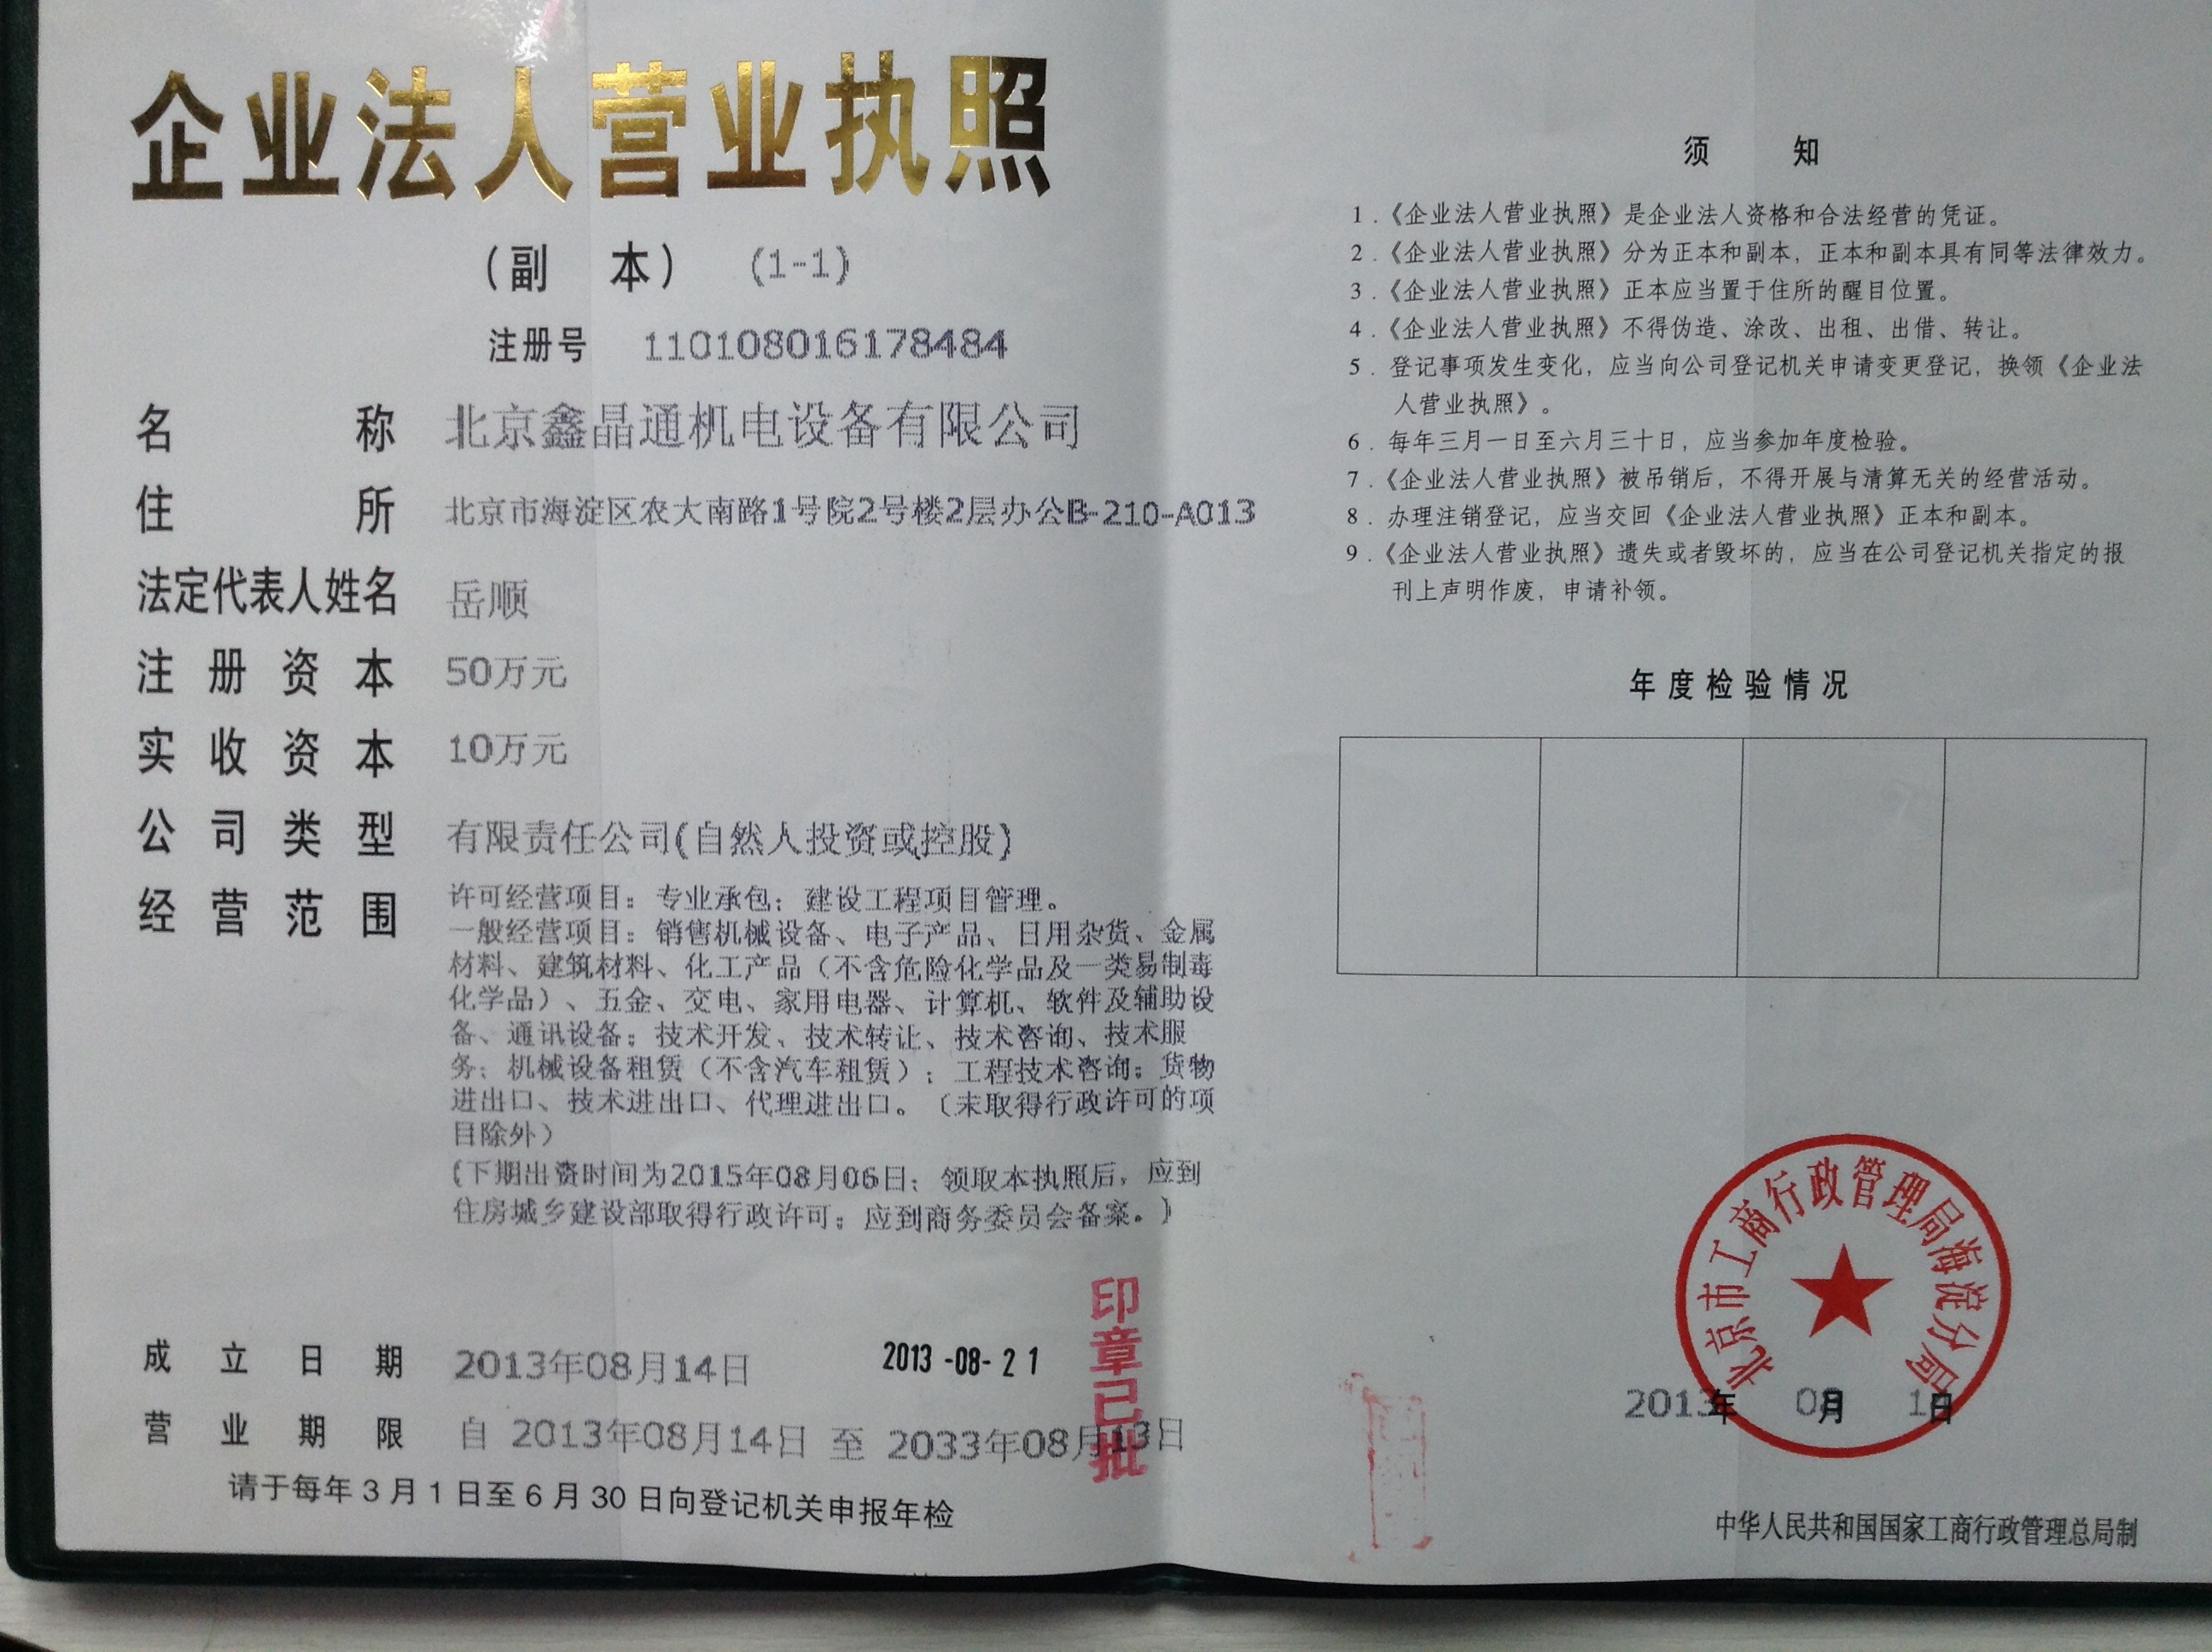 企业法人营业执照
（副 本） (1-1)
注册号 110108016178484
名 称 北京鑫晶通机电设备有限公司
住 所 北京市海淀区农大南路1号院2号楼2层办公B-210-A013
法定代表人姓名 岳顺
注 册 资 本 50万元
实 收 资 本 10万元
公 司 类 型 有限责任公司(自然人投资或控股)
经 营 范 围 许可经营项目：专业承包；建设工程项目管理。
一般经营项目：销售机械设备、电子产品、日用杂货、金属
材料、建筑材料、化工产品（不含危险化学品及一类易制毒
化学品）、五金、交电、家用电器、计算机、软件及辅助设
备、通讯设备；技术开发、技术转让、技术咨询、技术服
务；机械设备租赁（不含汽车租赁）；工程技术咨询；货物
进出口、技术进出口、代理进出口。（未取得行政许可的项
目除外）
(下期出资时间为2015年08月06日；领取本执照后，应到
住房城乡建设部取得行政许可；应到商务委员会备案。)
成 立 日 期 2013年08月14日
2013-08-21
营 业 期 限 自 2013年08月14日 至 2033年08月13日
印章已批
请于每年3月1日至6月30日向登记机关申报年检
须 知
1．《企业法人营业执照》是企业法人资格和合法经营的凭证。
2．《企业法人营业执照》分为正本和副本，正本和副本具有同等法律效力。
3．《企业法人营业执照》正本应当置于住所的醒目位置。
4．《企业法人营业执照》不得伪造、涂改、出租、出借、转让。
5．登记事项发生变化，应当向公司登记机关申请变更登记，换领《企业法
人营业执照》。
6．每年三月一日至六月三十日，应当参加年度检验。
7．《企业法人营业执照》被吊销后，不得开展与清算无关的经营活动。
8．办理注销登记，应当交回《企业法人营业执照》正本和副本。
9．《企业法人营业执照》遗失或者毁坏的，应当在公司登记机关指定的报
刊上声明作废，申请补领。
年度检验情况
北京市工商行政管理局海淀分局
2013年 08月 日
中华人民共和国国家工商行政管理总局制